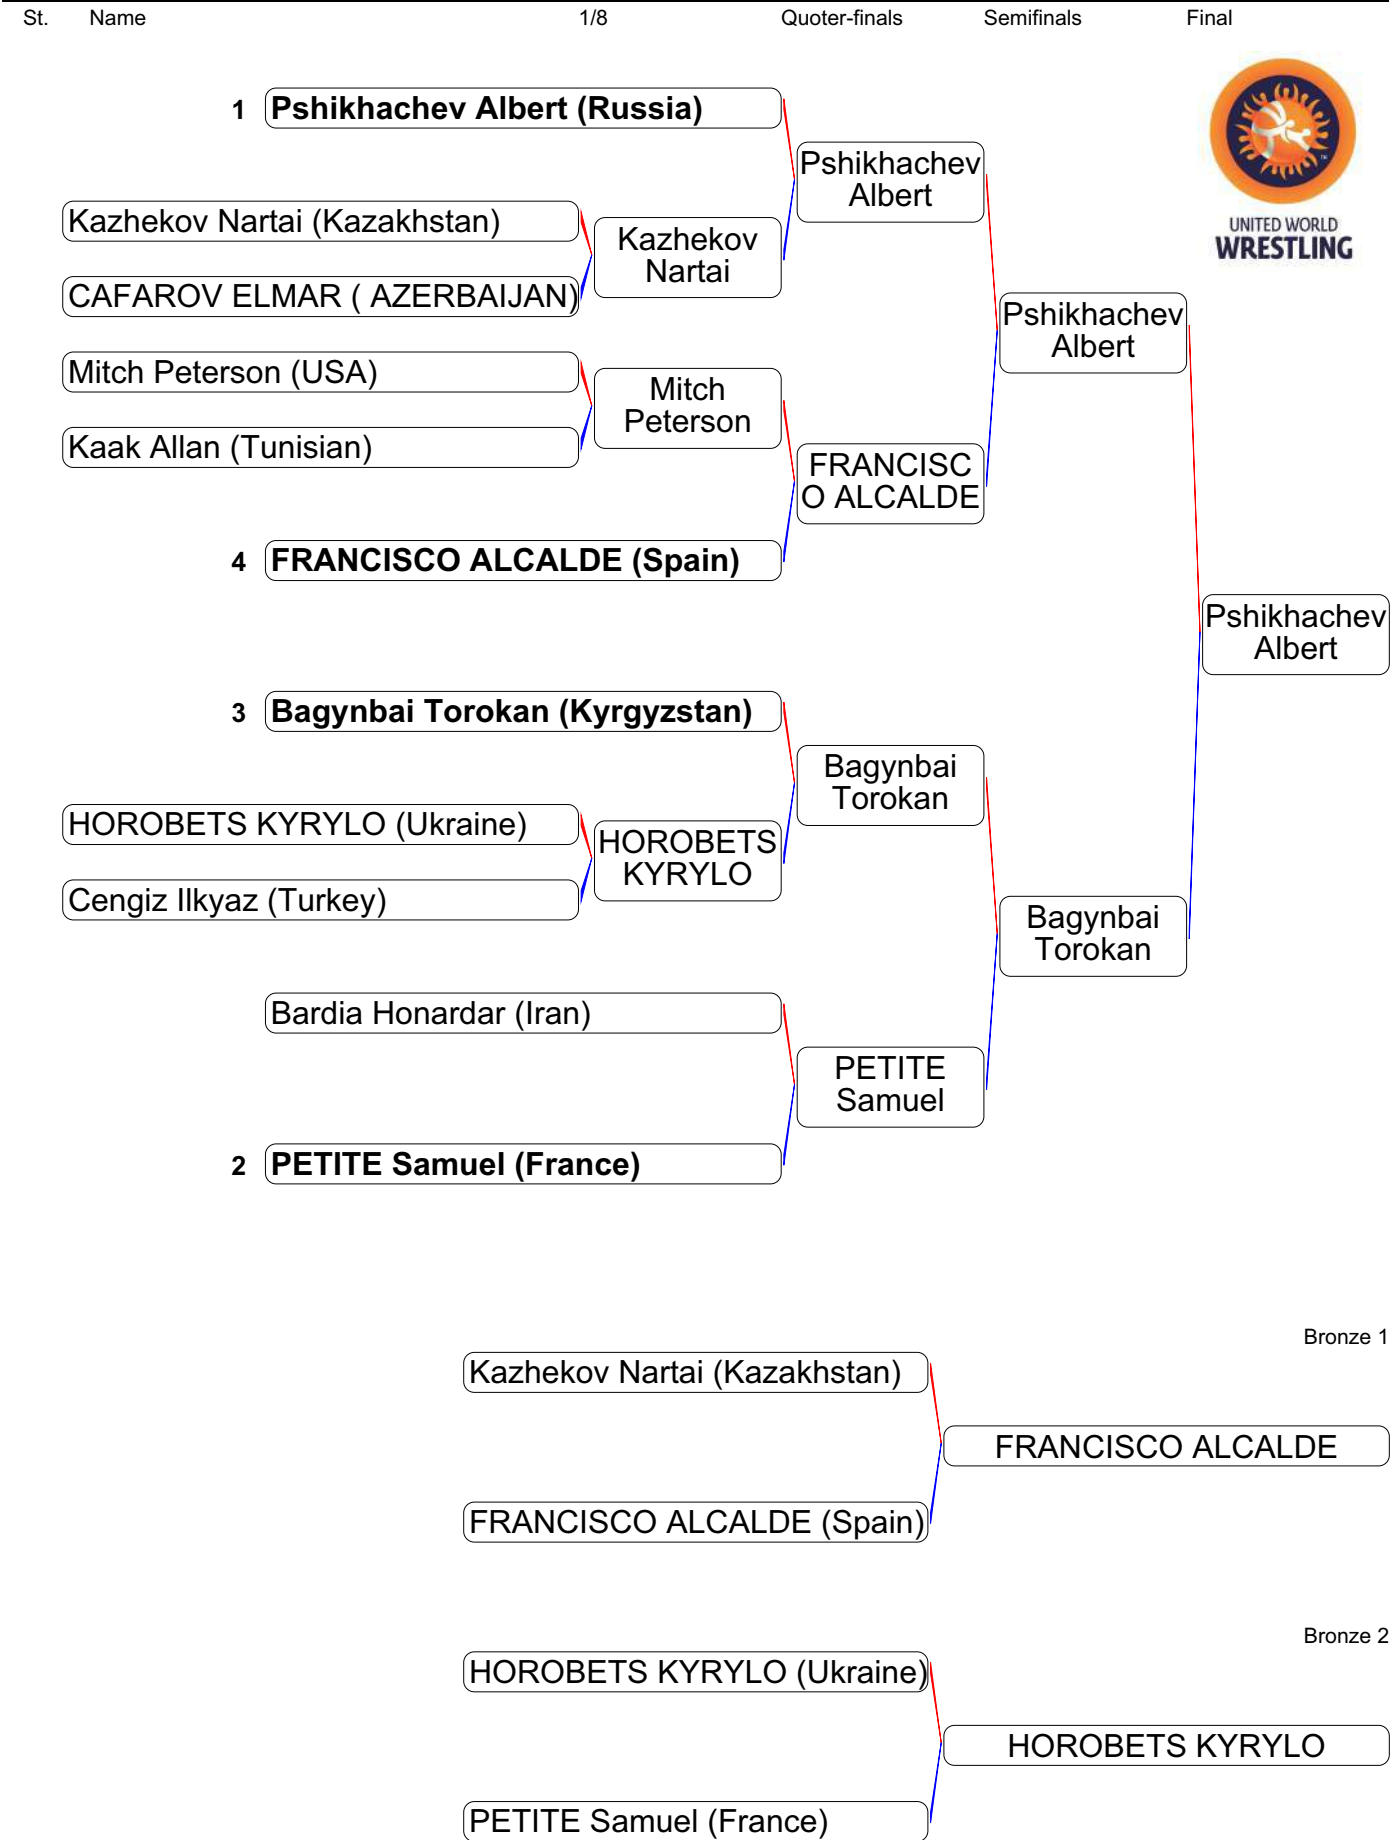 St. Name 1/8 Quoter-finals Semifinals Final
1 Pshikhachev Albert (Russia)
Pshikhachev
Albert
UNITED WORLD
WRESTLING
Kazhekov Nartai (Kazakhstan)
Kazhekov
Nartai
CAFAROV ELMAR ( AZERBAIJAN)
Pshikhachev
Albert
Mitch Peterson (USA)
Mitch
Peterson
Kaak Allan (Tunisian)
FRANCISC
O ALCALDE
4 FRANCISCO ALCALDE (Spain)
Pshikhachev
Albert
3 Bagynbai Torokan (Kyrgyzstan)
Bagynbai
Torokan
HOROBETS KYRYLO (Ukraine)
HOROBETS
KYRYLO
Cengiz Ilkyaz (Turkey)
Bagynbai
Torokan
Bardia Honardar (Iran)
PETITE
Samuel
2 PETITE Samuel (France)
Bronze 1
Kazhekov Nartai (Kazakhstan)
FRANCISCO ALCALDE
FRANCISCO ALCALDE (Spain)
Bronze 2
HOROBETS KYRYLO (Ukraine)
HOROBETS KYRYLO
PETITE Samuel (France)